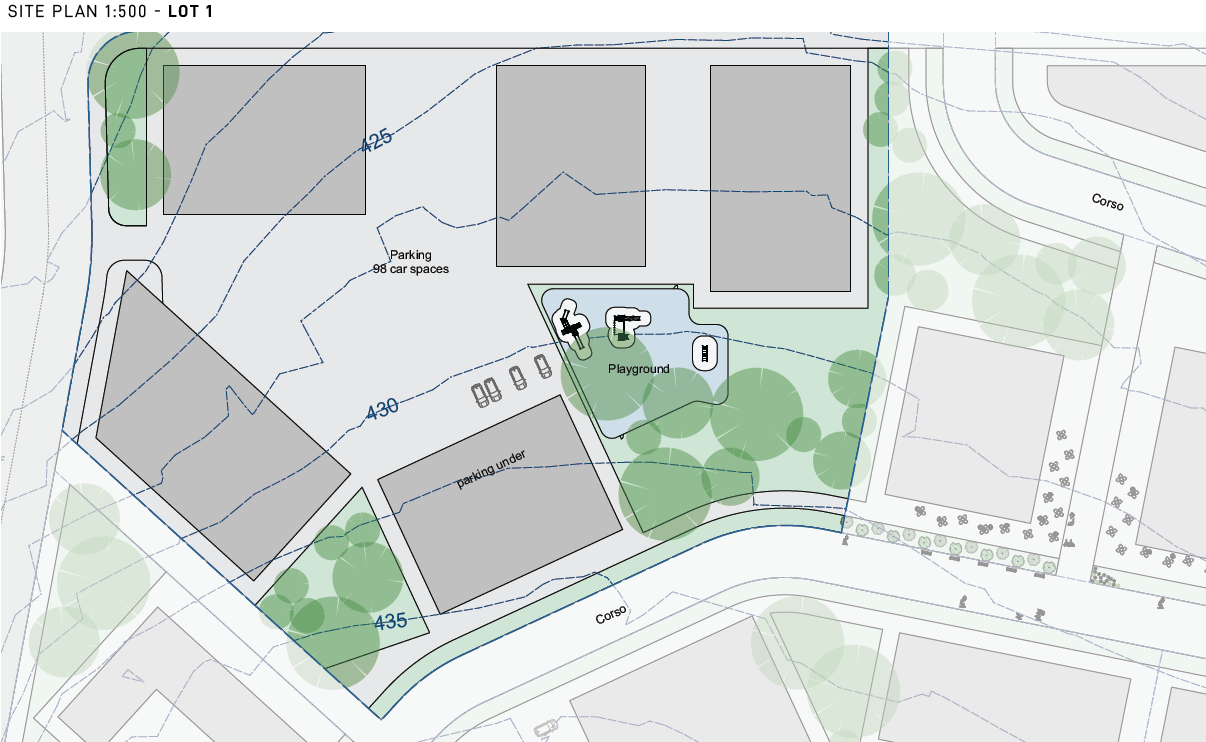 SITE PLAN 1:500 - LOT 1
425
Corso
Parking
98 car spaces
Playground
430
parking under
Corso
435